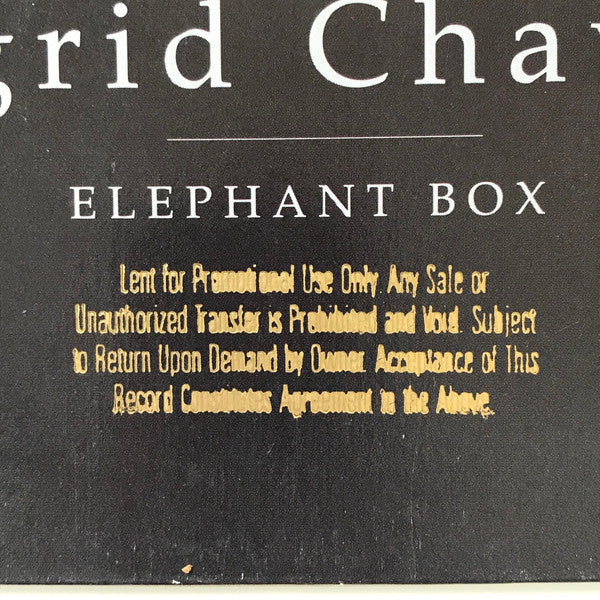 grid Cha
ELEPHANT BOX
Lent for Promotional Use Only. Any Sale or
Unauthorized Transfer is Prohibited and Void. Subject
to Return Upon Demand by Owner. Acceptance of This
Record Constitutes Agreement to the Above.